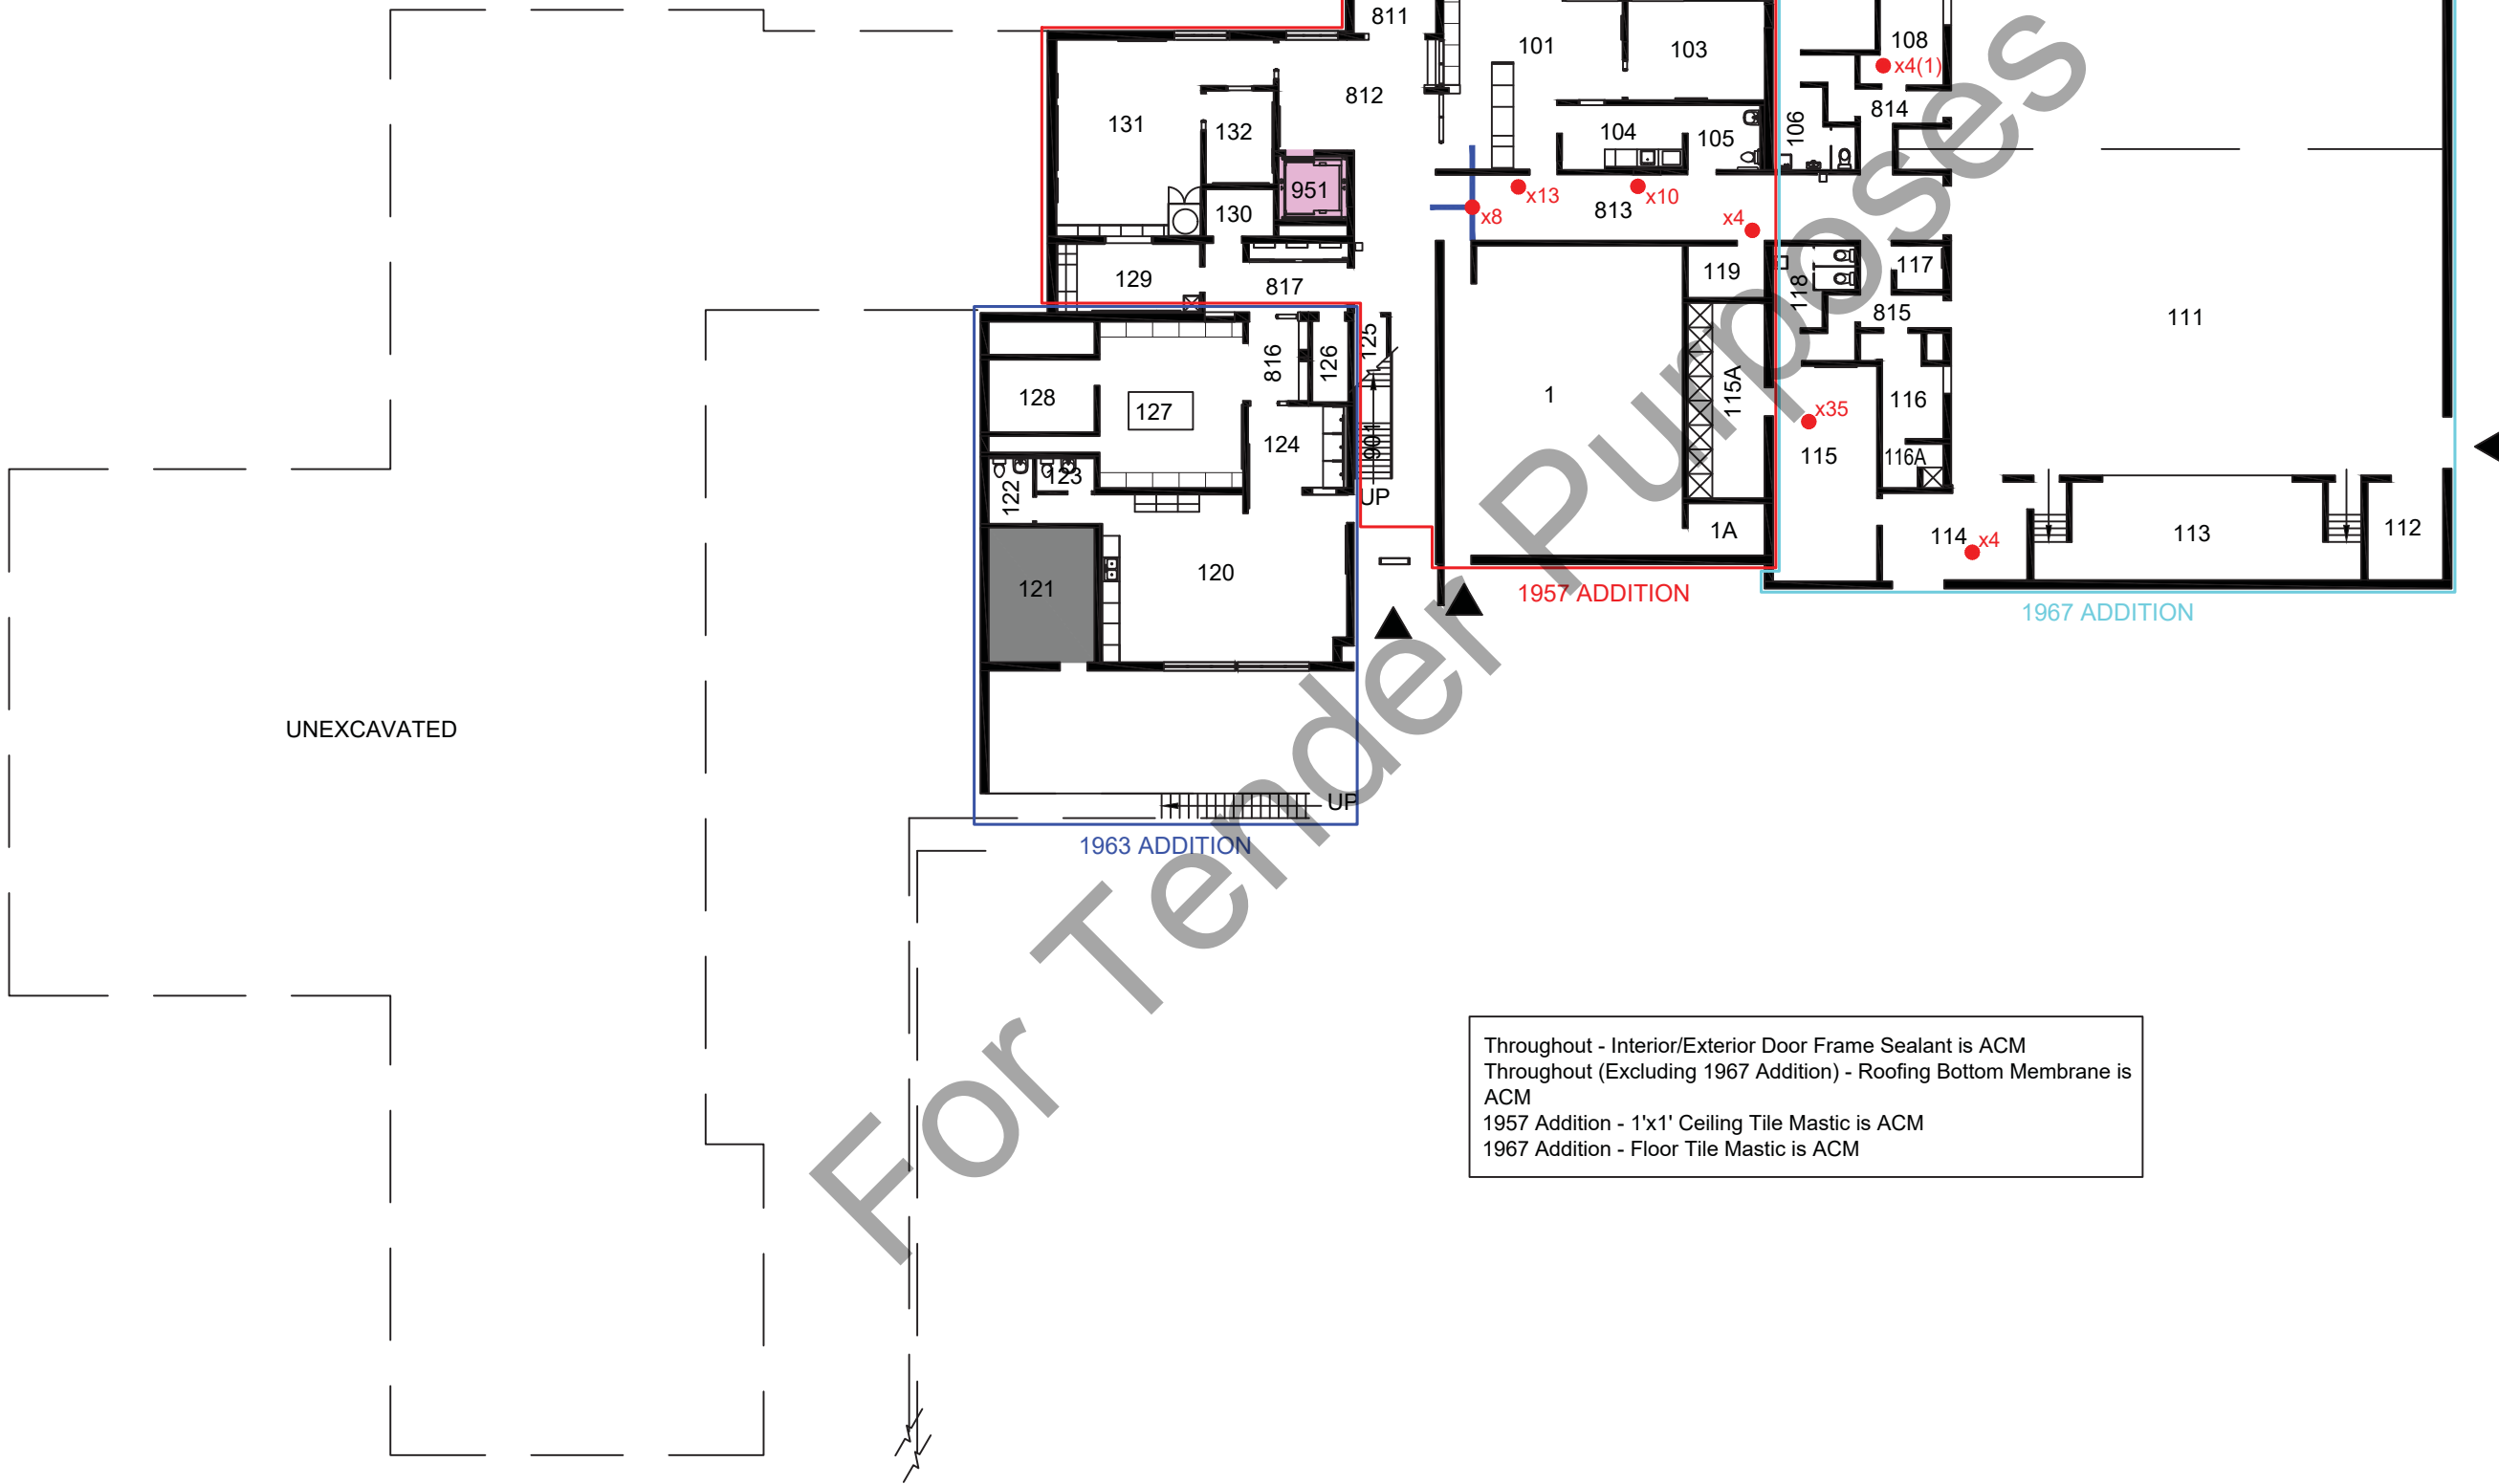 811
101
103
108
x4(1)
812
131
132
104
105
106
814
951
130
x13
x10
x8
813
x4
129
817
119
118
117
815
111
125
816
126
128
127
1
115A
116
x35
124
901
115
116A
122
123
UP
1A
114
x4
113
112
121
120
1957 ADDITION
1967 ADDITION
UNEXCAVATED
UP
1963 ADDITION
For Tender Purposes
Throughout - Interior/Exterior Door Frame Sealant is ACM
Throughout (Excluding 1967 Addition) - Roofing Bottom Membrane is
ACM
1957 Addition - 1'x1' Ceiling Tile Mastic is ACM
1967 Addition - Floor Tile Mastic is ACM